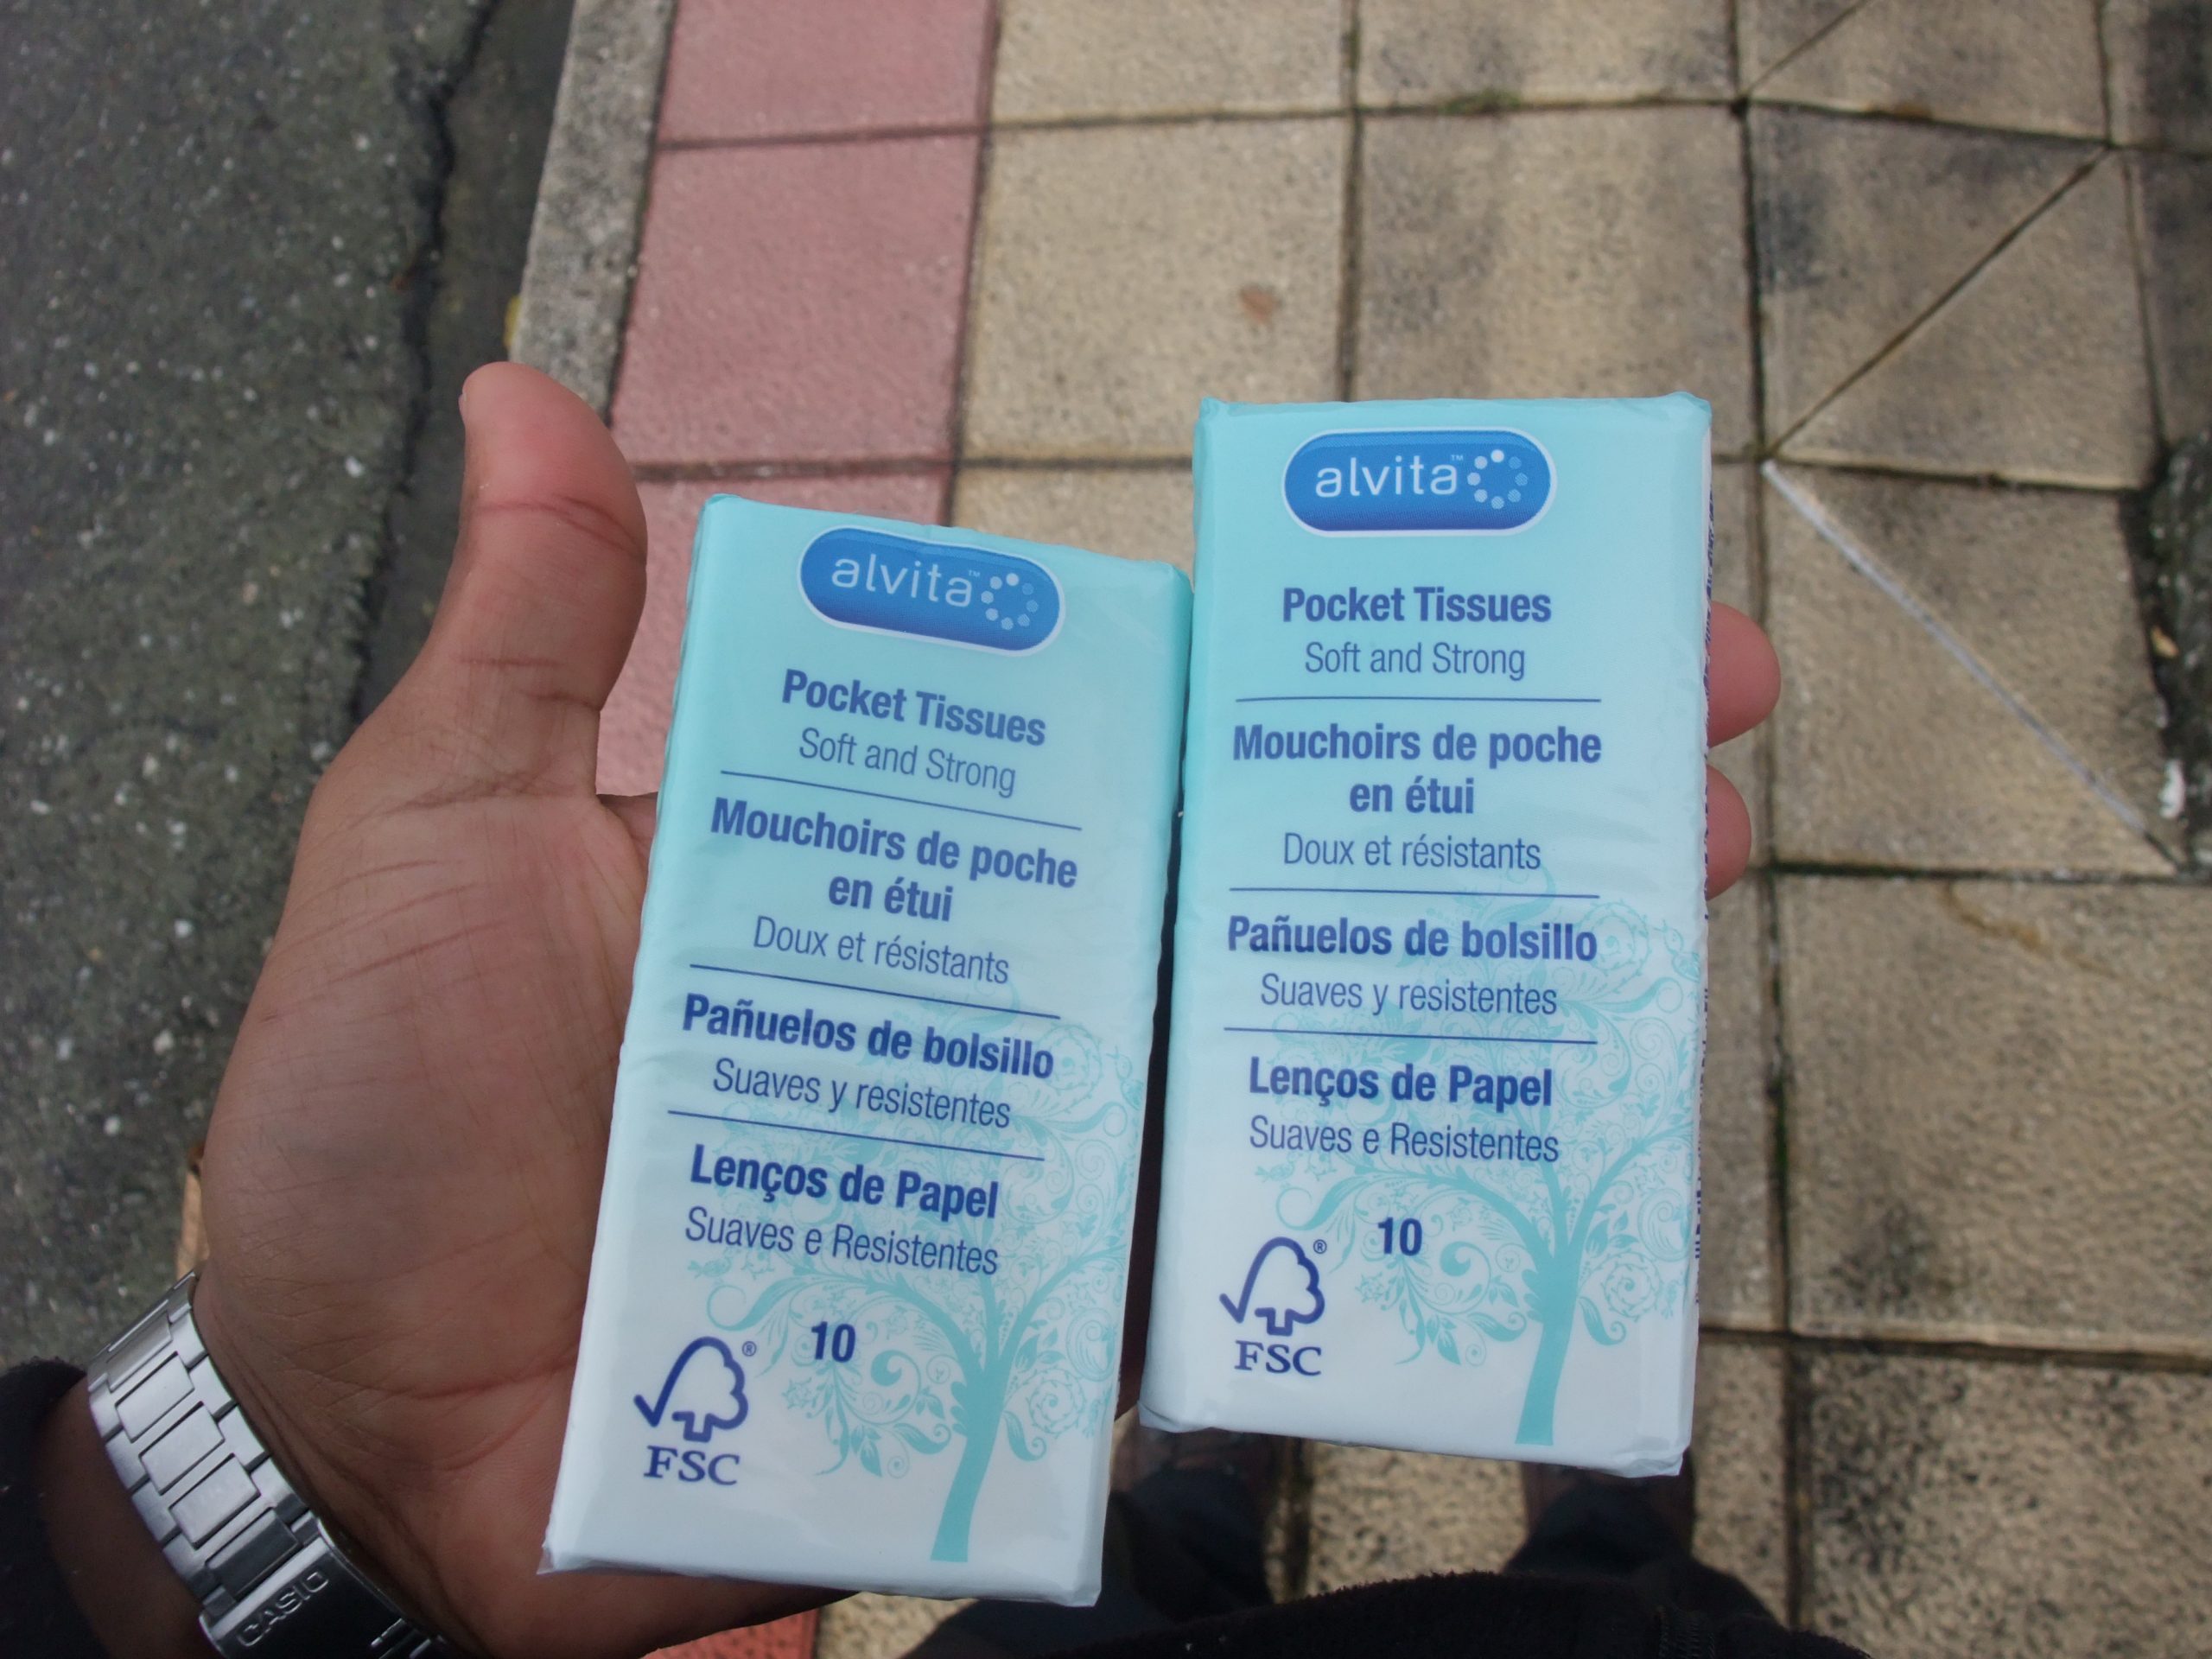 alvita™
Pocket Tissues
Soft and Strong
Mouchoirs de poche
en étui
Doux et résistants
Pañuelos de bolsillo
Suaves y resistentes
Lenços de Papel
Suaves e Resistentes
10
®
FSC
alvita™
Pocket Tissues
Soft and Strong
Mouchoirs de poche
en étui
Doux et résistants
Pañuelos de bolsillo
Suaves y resistentes
Lenços de Papel
Suaves e Resistentes
10
®
FSC
CASIO